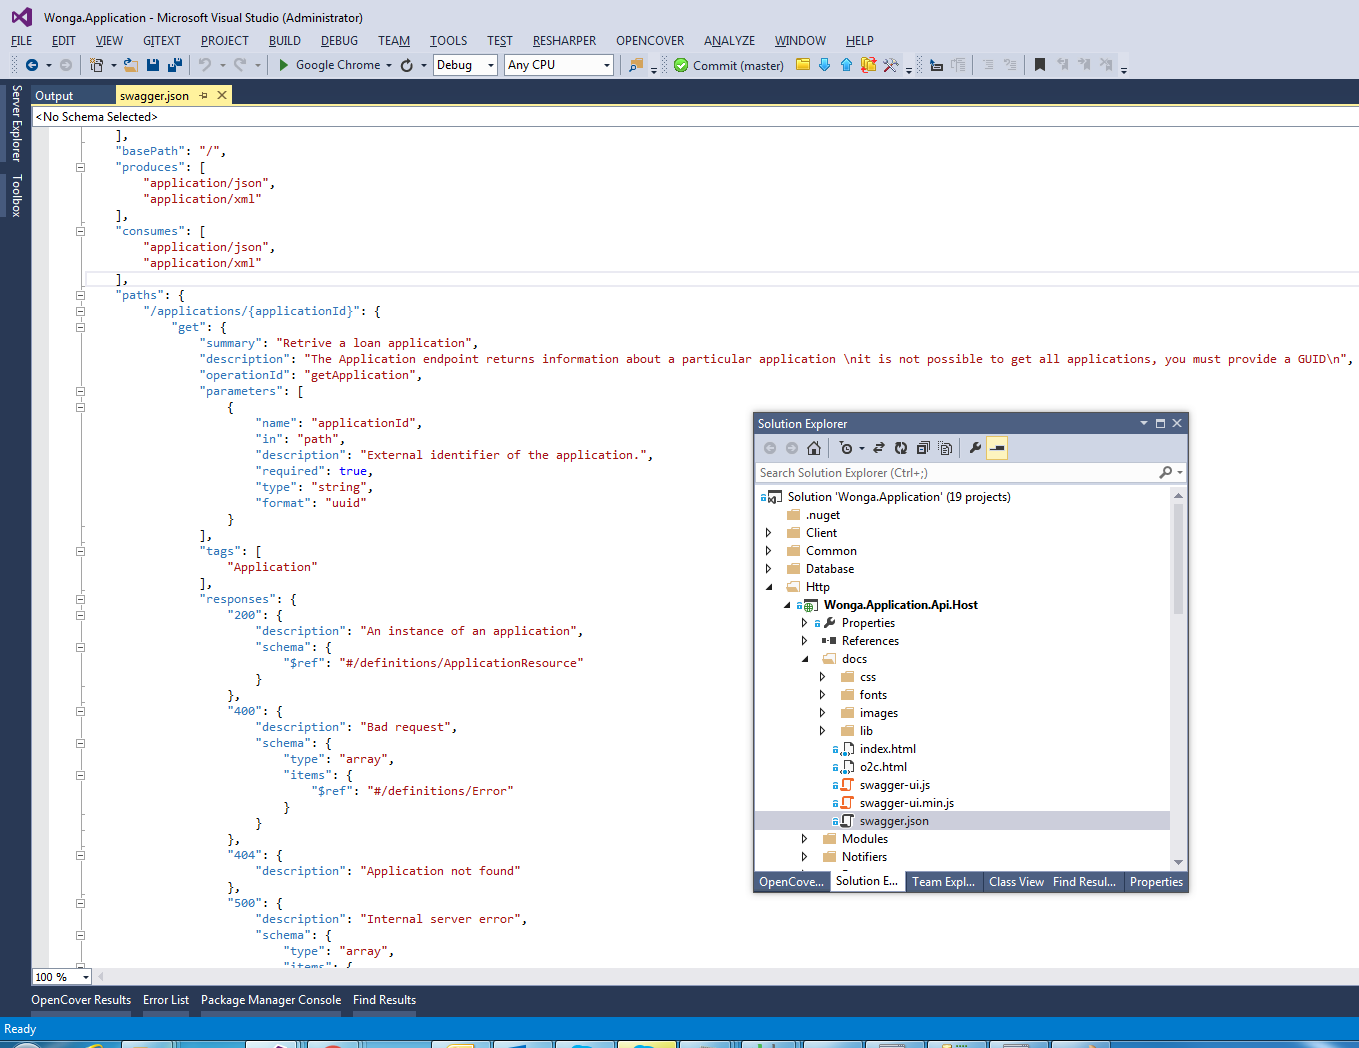 Wonga.Application - Microsoft Visual Studio (Administrator)
FILE EDIT VIEW GITEXT PROJECT BUILD DEBUG TEAM TOOLS TEST RESHARPER OPENCOVER ANALYZE WINDOW HELP
Google Chrome Debug Any CPU Commit (master)
Server Explorer
Toolbox
Output swagger.json
<No Schema Selected>
],
"basePath": "/",
"produces": [
"application/json",
"application/xml"
],
"consumes": [
"application/json",
"application/xml"
],
"paths": {
"/applications/{applicationId}": {
"get": {
"summary": "Retrive a loan application",
"description": "The Application endpoint returns information about a particular application \nit is not possible to get all applications, you must provide a GUID\n",
"operationId": "getApplication",
"parameters": [
{
"name": "applicationId",
"in": "path",
"description": "External identifier of the application.",
"required": true,
"type": "string",
"format": "uuid"
}
],
"tags": [
"Application"
],
"responses": {
"200": {
"description": "An instance of an application",
"schema": {
"$ref": "#/definitions/ApplicationResource"
}
},
"400": {
"description": "Bad request",
"schema": {
"type": "array",
"items": {
"$ref": "#/definitions/Error"
}
}
},
"404": {
"description": "Application not found"
},
"500": {
"description": "Internal server error",
"schema": {
"type": "array",
"items": {
Solution Explorer
Search Solution Explorer (Ctrl+;)
Solution 'Wonga.Application' (19 projects)
.nuget
Client
Common
Database
Http
Wonga.Application.Api.Host
Properties
References
docs
css
fonts
images
lib
index.html
o2c.html
swagger-ui.js
swagger-ui.min.js
swagger.json
Modules
Notifiers
OpenCove... Solution E... Team Expl... Class View Find Resul... Properties
100 %
OpenCover Results Error List Package Manager Console Find Results
Ready